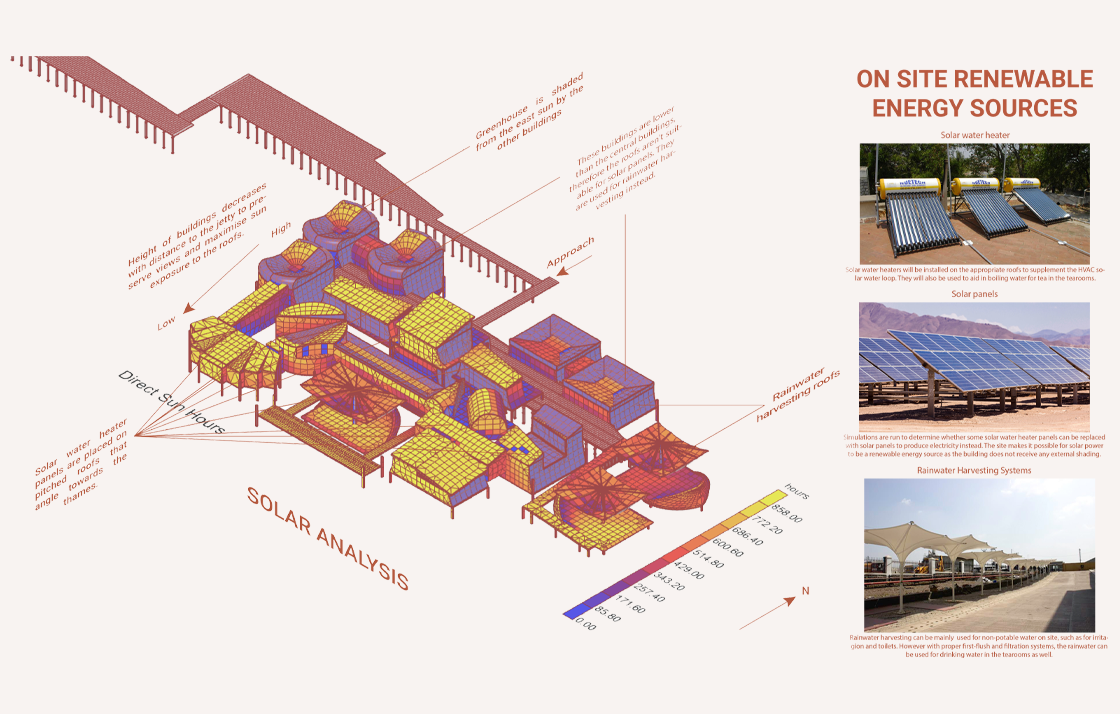 ON SITE RENEWABLE
ENERGY SOURCES
Solar water heater
Solar water heaters will be installed on the appropriate roofs to supplement the HVAC so-
lar water loop. They will also be used to aid in boiling water for tea in the tearooms.
Solar panels
Simulations are run to determine whether some solar water heater panels can be replaced
with solar panels to produce electricity instead. The site makes it possible for solar power
to be a renewable energy source as the building does not receive any external shading.
Rainwater Harvesting Systems
Rainwater harvesting can be mainly used for non-potable water on site, such as for irrita-
gion and toilets. However with proper first-flush and filtration systems, the rainwater can
be used for drinking water in the tearooms as well.
Greenhouse is shaded
from the east sun by the
other buildings
These buildings are lower
than the central buildings,
therefore the roofs aren't suit-
able for solar panels. They
are used for rainwater har-
vesting instead.
Height of buildings decreases
with distance to the jetty to pre-
serve views and maximise sun
exposure to the roofs.
High
Low
Approach
Direct Sun Hours
Rainwater
harvesting roofs
Solar water heater
panels are placed on
pitched roofs that
angle towards the
thames.
SOLAR ANALYSIS
hours
858.00
772.20
686.40
600.60
514.80
429.00
343.20
257.40
171.60
85.80
0.00
N